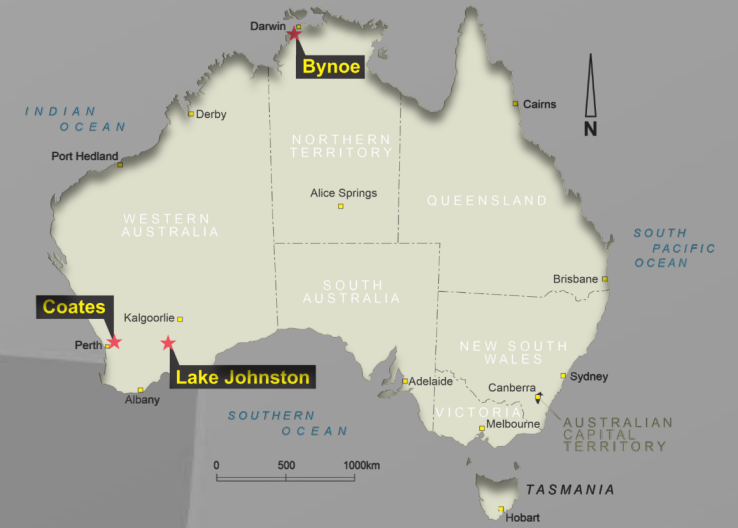 Darwin
Bynoe
INDIAN
OCEAN
Derby
Cairns
N
Port Hedland
NORTHERN
TERRITORY
Alice Springs
QUEENSLAND
WESTERN
AUSTRALIA
SOUTH
PACIFIC
OCEAN
Brisbane
SOUTH
AUSTRALIA
Coates
Kalgoorlie
Perth
NEW SOUTH
WALES
Lake Johnston
Sydney
Adelaide
Canberra
Albany
SOUTHERN
OCEAN
VICTORIA
Melbourne
AUSTRALIAN
CAPITAL
TERRITORY
0 500 1000km
TASMANIA
Hobart